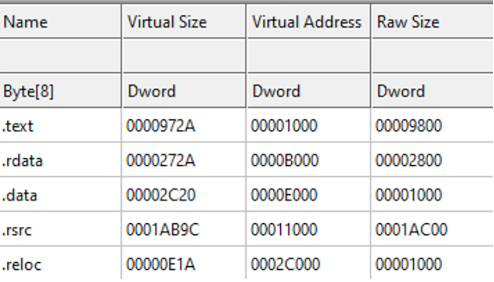 Name Virtual Size Virtual Address Raw Size
Byte[8] Dword Dword Dword
.text 0000972A 00001000 00009800
.rdata 0000272A 0000B000 00002800
.data 00002C20 0000E000 00001000
.rsrc 0001AB9C 00011000 0001AC00
.reloc 00000E1A 0002C000 00001000